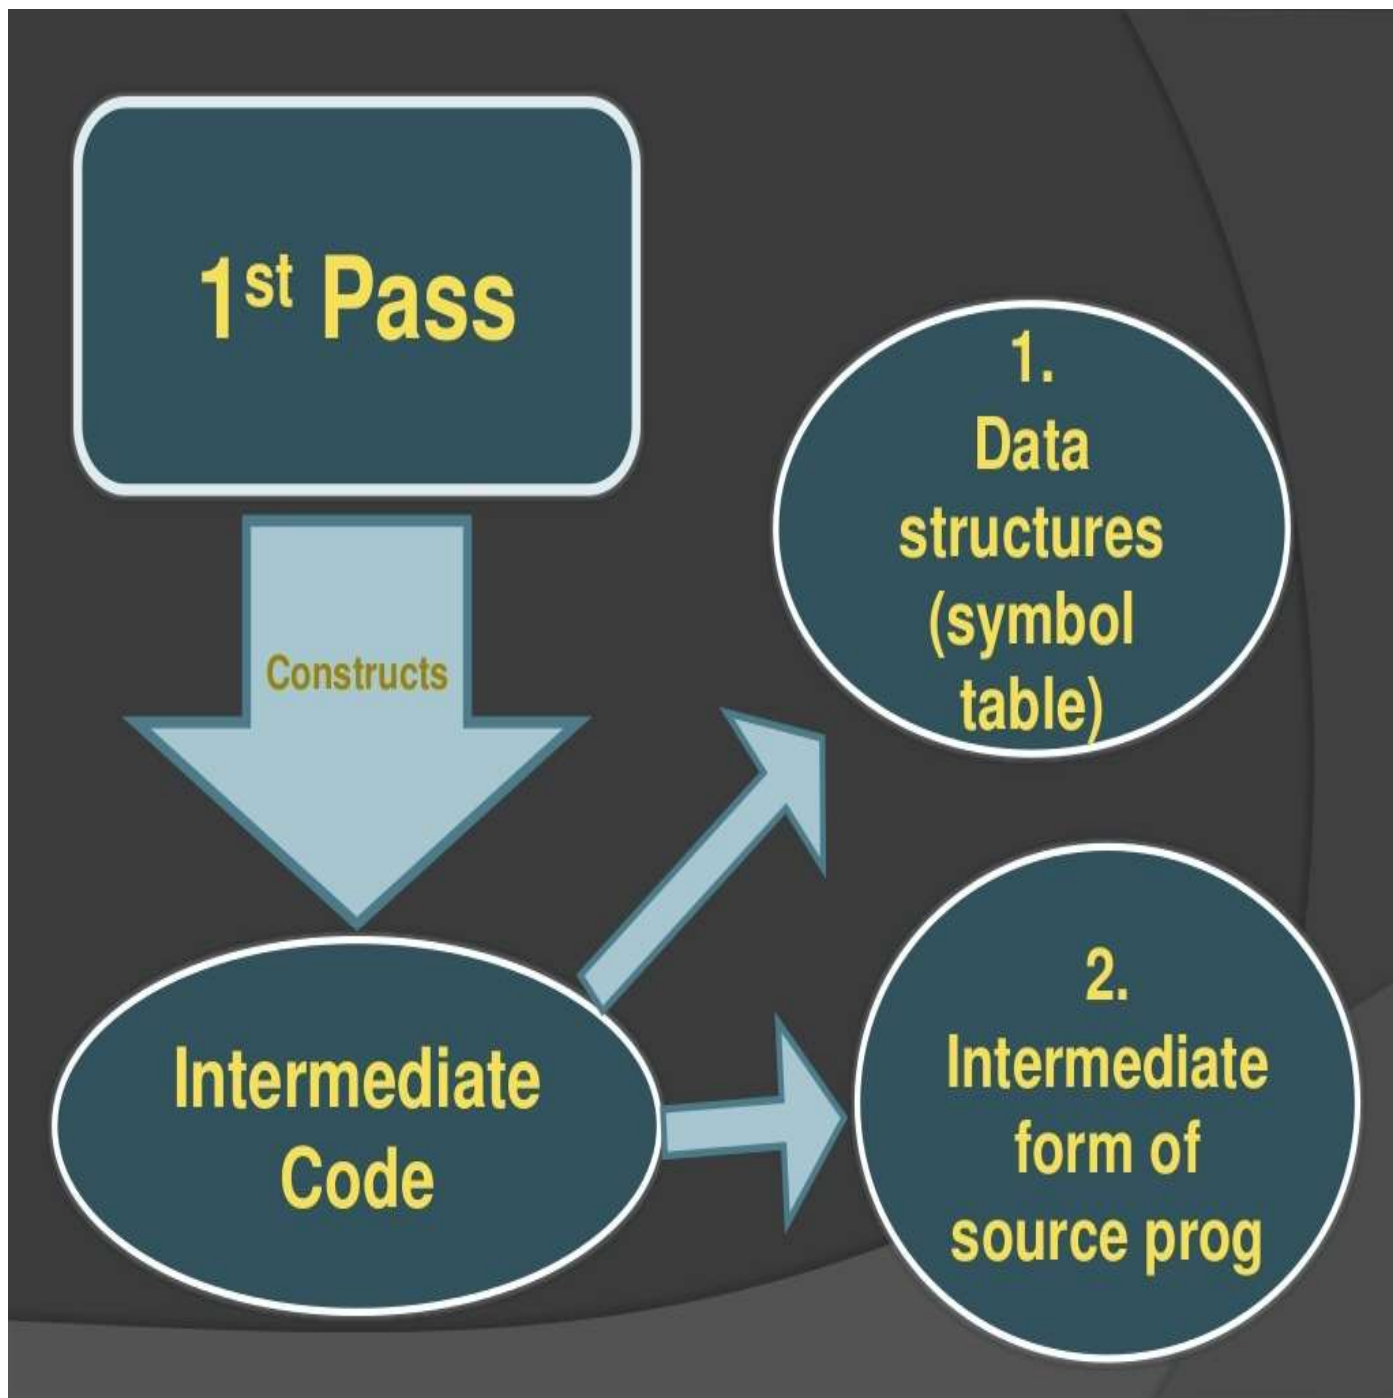 1st Pass
Constructs
Intermediate
Code
1.
Data
structures
(symbol
table)
2.
Intermediate
form of
source prog